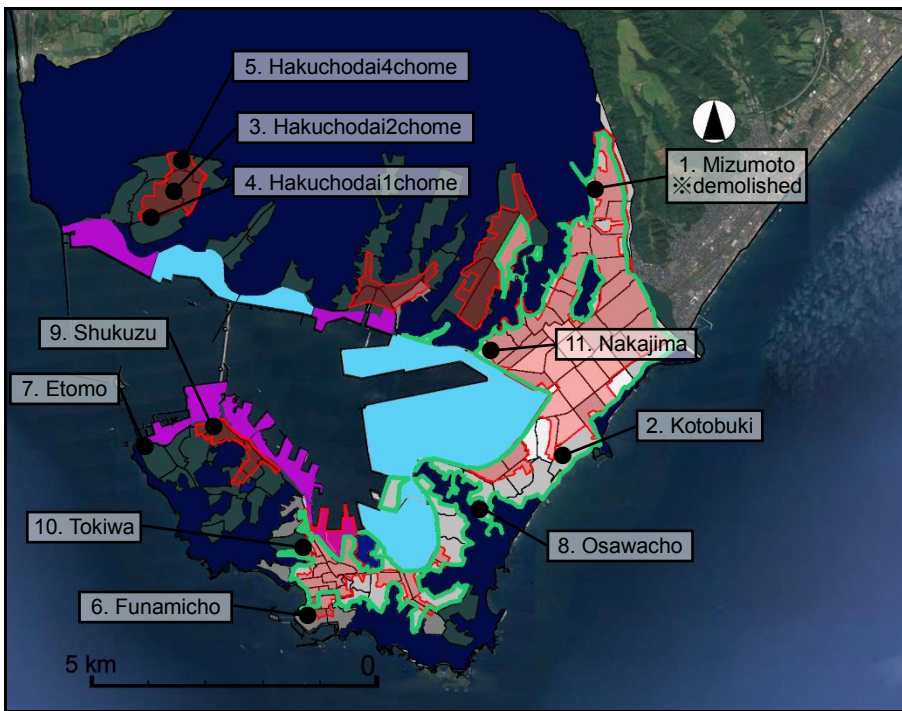 5. Hakuchodai4chome
3. Hakuchodai2chome
4. Hakuchodai1chome
1. Mizumoto
※demolished
9. Shukuzu
11. Nakajima
7. Etomo
2. Kotobuki
10. Tokiwa
8. Osawacho
6. Funamicho
5 km 0